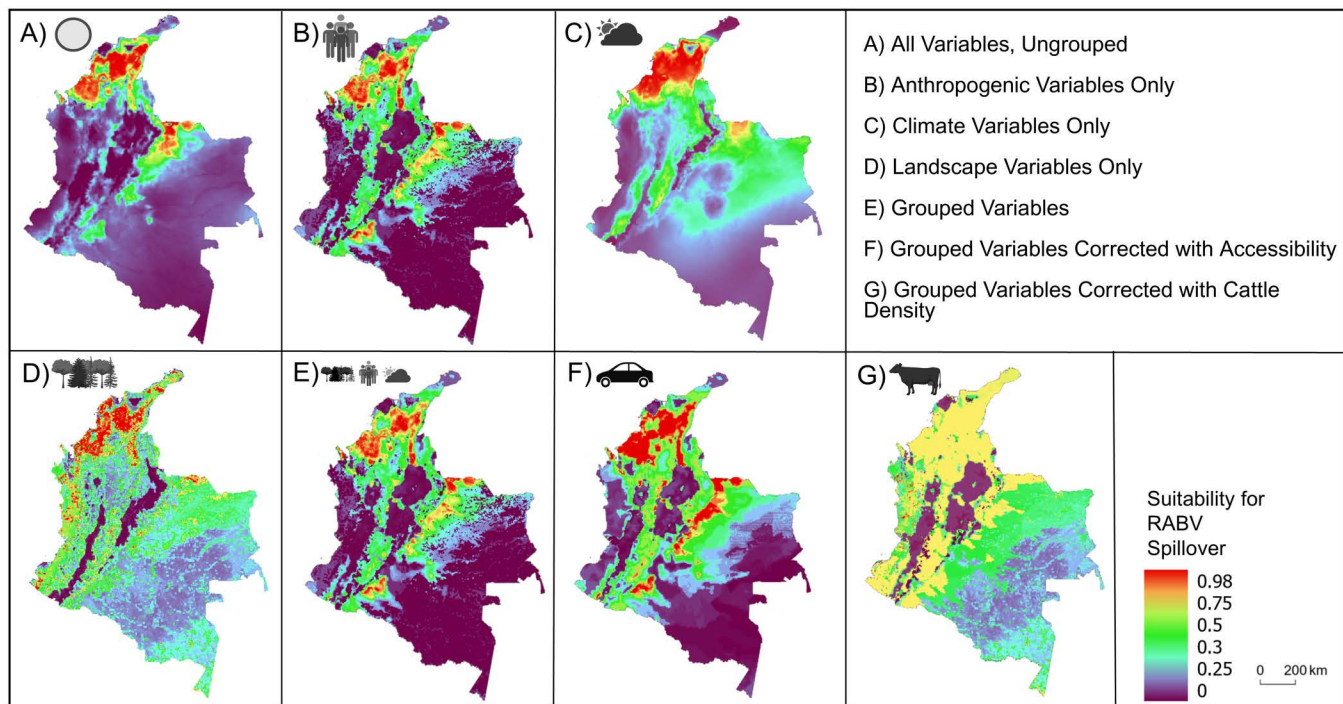 A)
B)
C)
A) All Variables, Ungrouped
B) Anthropogenic Variables Only
C) Climate Variables Only
D) Landscape Variables Only
E) Grouped Variables
F) Grouped Variables Corrected with Accessibility
G) Grouped Variables Corrected with Cattle
Density
D)
E)
F)
G)
Suitability for
RABV
Spillover
0.98
0.75
0.5
0.3
0.25
0
0 200 km